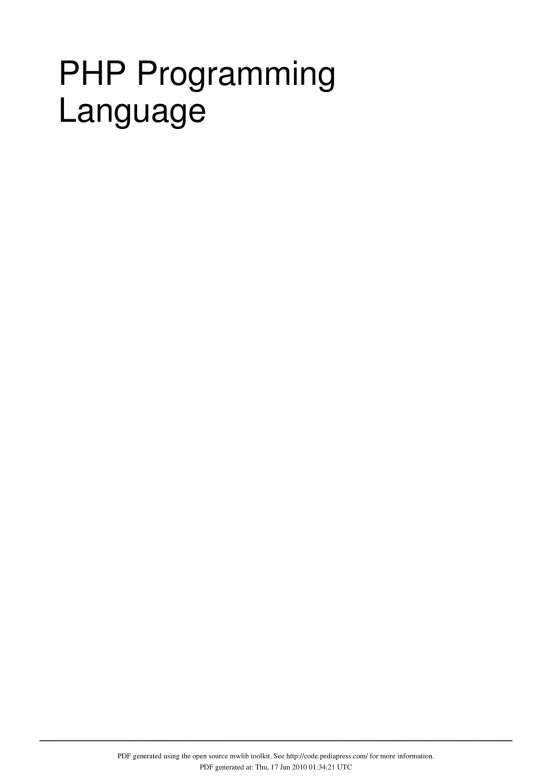 PHP Programming
Language
PDF generated using the open source mwlib toolkit. See http://code.pediapress.com/ for more information.
PDF generated at: Thu, 17 Jun 2010 01:34:21 UTC